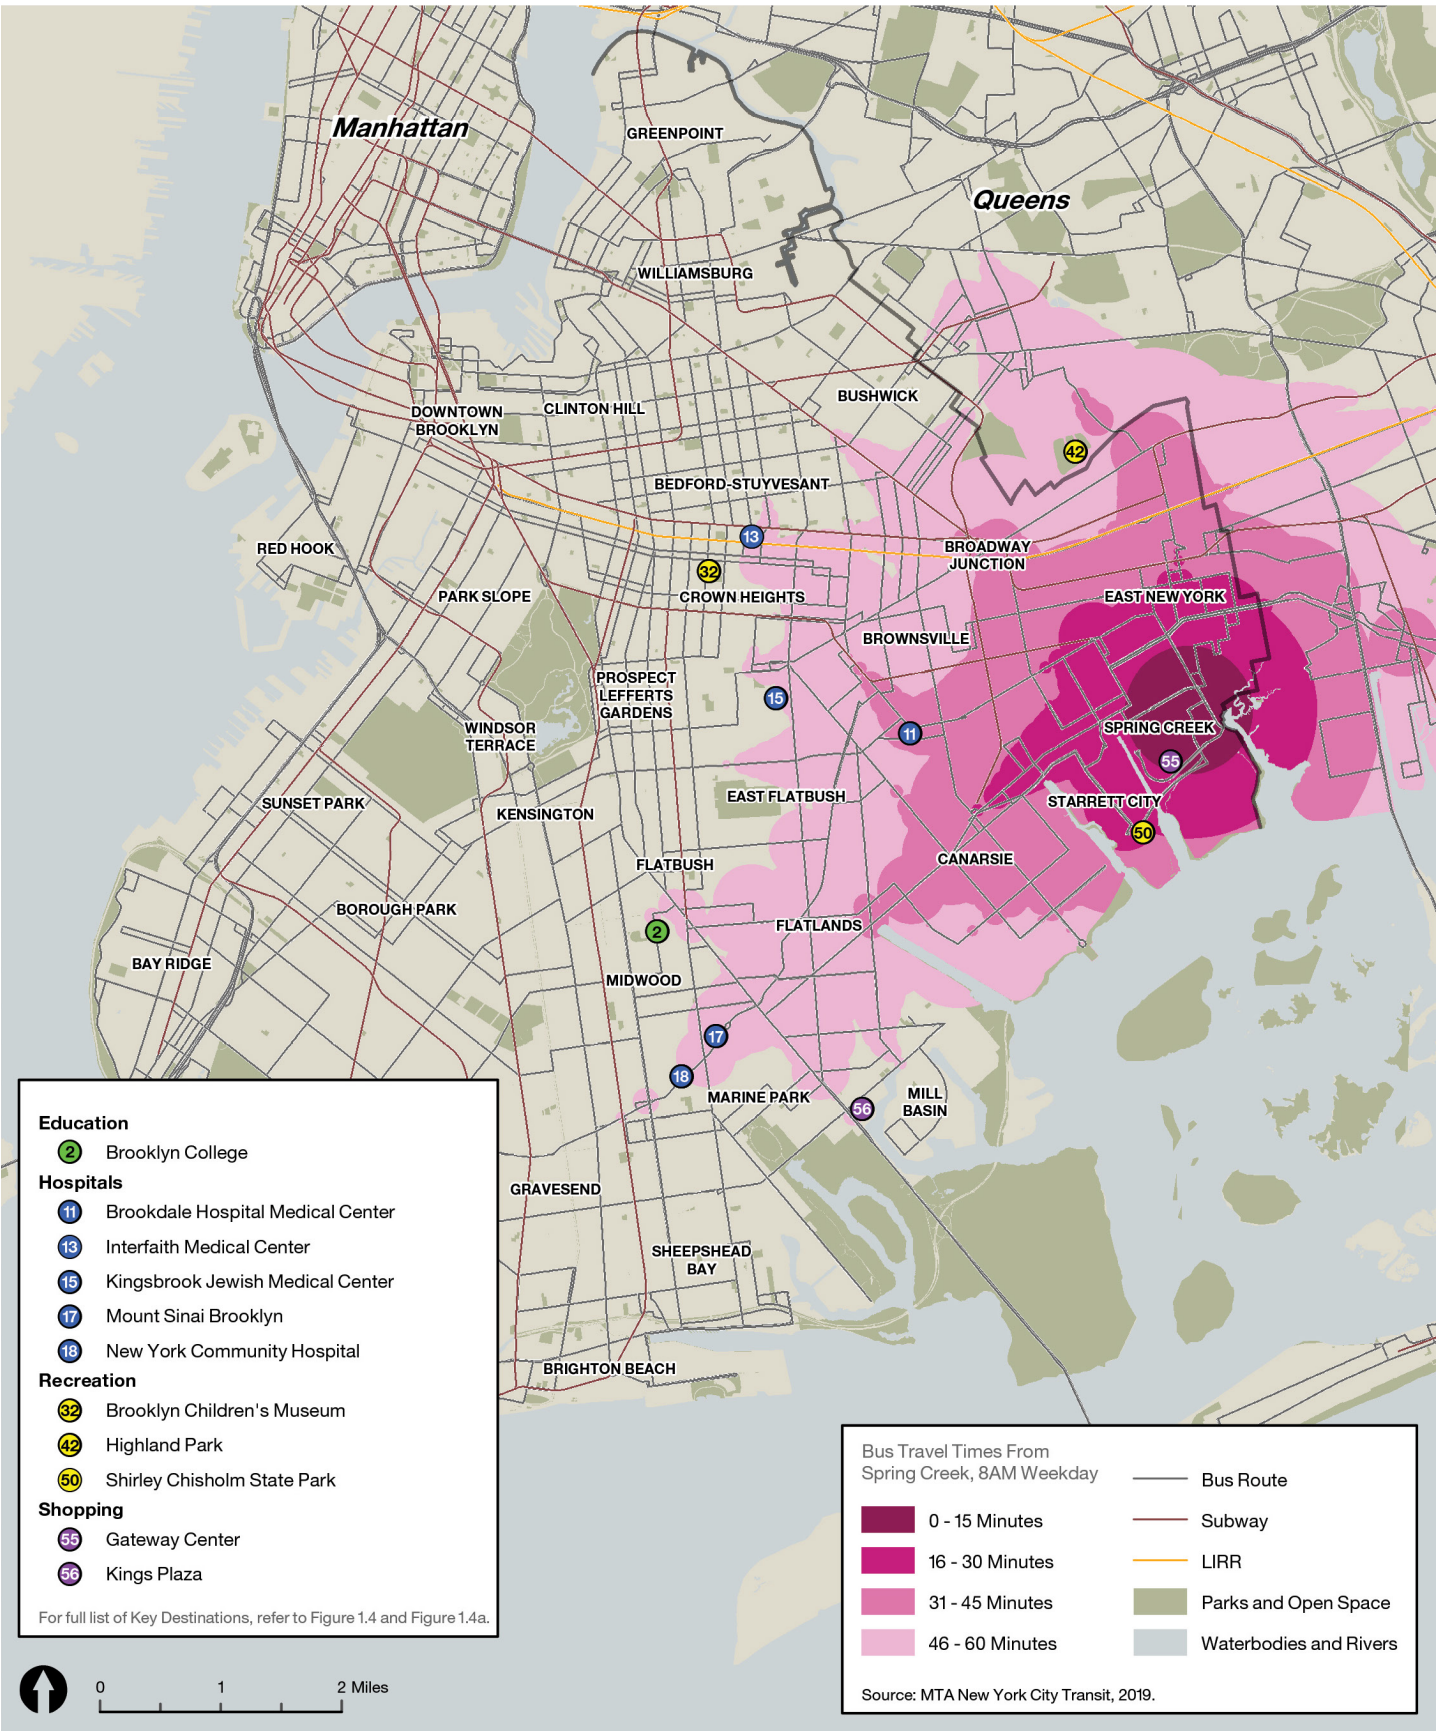 Manhattan
GREENPOINT
Queens
WILLIAMSBURG
BUSHWICK
DOWNTOWN
BROOKLYN
CLINTON HILL
42
BEDFORD-STUYVESANT
13
RED HOOK
BROADWAY
JUNCTION
32
PARK SLOPE
CROWN HEIGHTS
EAST NEW YORK
BROWNSVILLE
PROSPECT
LEFFERTS
GARDENS
15
WINDSOR
TERRACE
11
SPRING CREEK
55
SUNSET PARK
KENSINGTON
EAST FLATBUSH
STARRETT CITY
50
FLATBUSH
CANARSIE
BOROUGH PARK
2
FLATLANDS
BAY RIDGE
MIDWOOD
17
18
MARINE PARK
56
MILL
BASIN
GRAVESEND
SHEEPSHEAD
BAY
BRIGHTON BEACH
Education
2 Brooklyn College
Hospitals
11 Brookdale Hospital Medical Center
13 Interfaith Medical Center
15 Kingsbrook Jewish Medical Center
17 Mount Sinai Brooklyn
18 New York Community Hospital
Recreation
32 Brooklyn Children's Museum
42 Highland Park
50 Shirley Chisholm State Park
Shopping
55 Gateway Center
56 Kings Plaza
For full list of Key Destinations, refer to Figure 1.4 and Figure 1.4a.
0 1 2 Miles
Bus Travel Times From
Spring Creek, 8AM Weekday
0 - 15 Minutes
16 - 30 Minutes
31 - 45 Minutes
46 - 60 Minutes
Bus Route
Subway
LIRR
Parks and Open Space
Waterbodies and Rivers
Source: MTA New York City Transit, 2019.